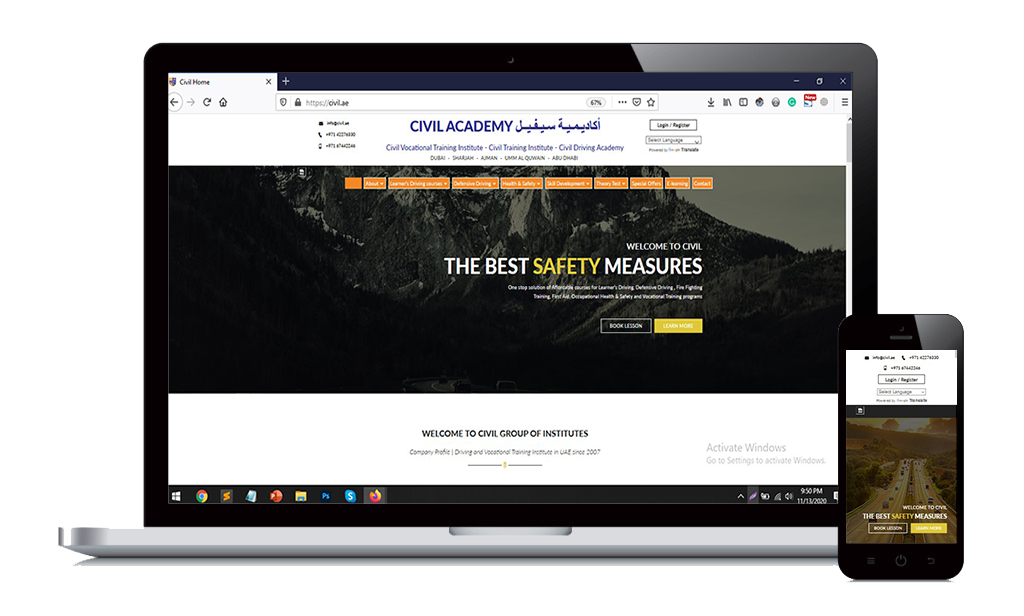 Civil Home
https://civil.ae
67%
New
info@civil.ae
+971 42276030
+971 67442246
CIVIL ACADEMY أكاديمية سيفيل
Civil Vocational Training Institute - Civil Training Institute - Civil Driving Academy
DUBAI - SHARJAH - AJMAN - UMM AL QUWAIN - ABU DHABI
Login / Register
Select Language
Powered by Translate
About Learner's Driving courses Defensive Driving Health & Safety Skill Development Theory Test Special Offers E-learning Contact
WELCOME TO CIVIL
THE BEST SAFETY MEASURES
One stop solution of Affordable courses for Learner's Driving, Defensive Driving , Fire Fighting
Training, First Aid, Occupational Health & Safety and Vocational Training programs
BOOK LESSON LEARN MORE
WELCOME TO CIVIL GROUP OF INSTITUTES
Company Profile | Driving and Vocational Training Institute in UAE since 2007
Activate Windows
Go to Settings to activate Windows.
Ps
9:50 PM
11/13/2020
info@civil.ae +971 42276030
+971 67442246
Login / Register
Select Language
Powered by Translate
WELCOME TO CIVIL
THE BEST SAFETY MEASURES
BOOK LESSON LEARN MORE